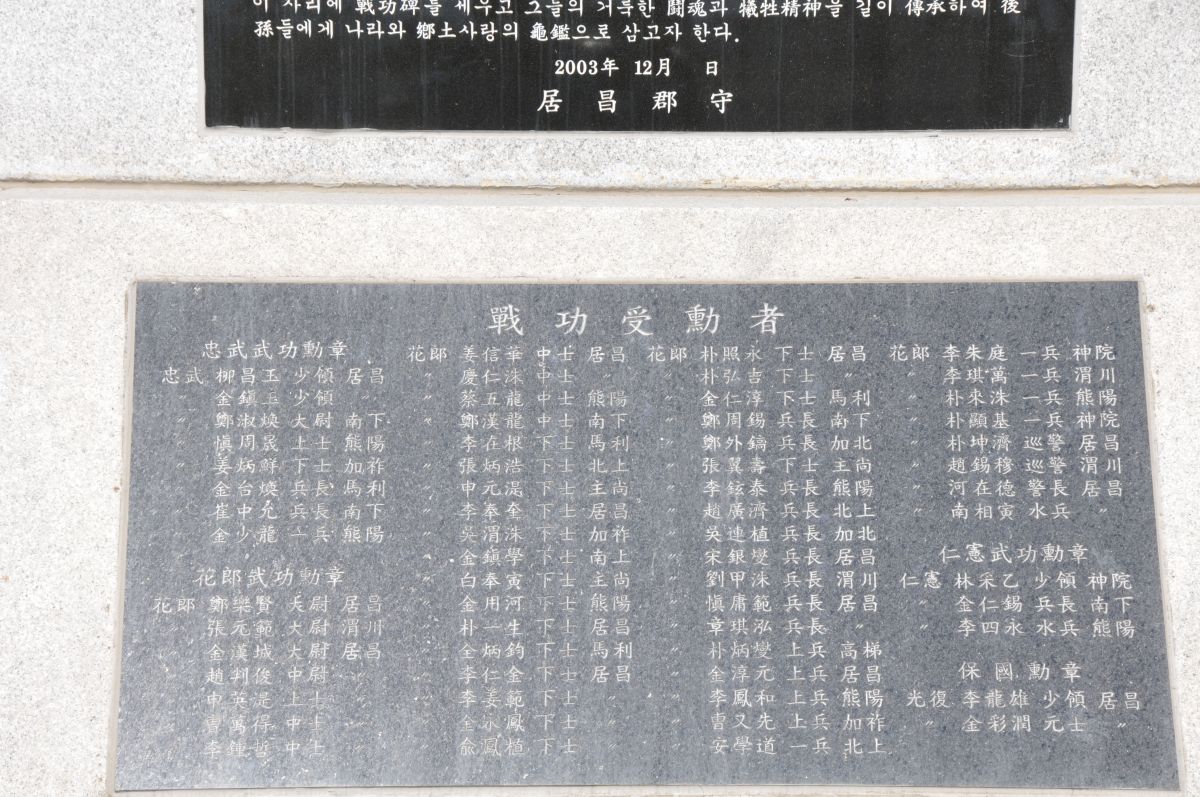 이 자리에 戰功碑를 세우고 그들의 거룩한 鬪魂과 犧牲精神을 길이 傳承하여 後
孫들에게 나라와 鄕土사랑의 龜鑑으로 삼고자 한다.
2003年 12月 日
居昌郡守
戰功受勳者
忠武武功勳章
忠武 柳昌玉 少領 居昌
〃 金鎭玉 少領 〃
〃 鄭淑煥 大尉 南下
〃 愼周晟 上士 熊陽
〃 姜炳鮮 下士 加祚
〃 金台煥 兵長 馬利
〃 崔中允 兵長 南下
〃 金少龍 一兵 熊陽
花郞武功勳章
花郞 鄭樂賢 大尉 居昌
〃 張元範 大尉 渭川
〃 金漢城 大尉 居昌
〃 趙判俊 中尉 〃
〃 申英湜 上士 〃
〃 曺萬得 中士 〃
〃 李鍾哲 中士 〃
花郞 姜信華 中士 居昌
〃 慶仁洙 中士 〃
〃 蔡五龍 中士 熊陽
〃 鄭漢龍 中士 南下
〃 李在根 下士 馬利
〃 張炳浩 下士 北上
〃 申元湜 下士 主尚
〃 李奉奎 下士 居昌
〃 吳渭洙 下士 加祚
〃 金鎭學 下士 南上
〃 白奉寅 下士 主尚
〃 金用河 下士 熊陽
〃 朴一生 下士 居昌
〃 全炳鉤 下士 馬利
〃 李仁金 下士 居昌
〃 李姜範 下士 〃
〃 全永鳳 下士 〃
〃 兪鳳植 下士 〃
花郞 朴照永 下士 居昌
〃 朴弘吉 下士 〃
〃 金仁淳 下士 馬利
〃 鄭周錫 兵長 南下
〃 鄭外鎬 兵長 加北
〃 張翼壽 下士 主尚
〃 李鉉泰 兵長 熊陽
〃 趙廣濟 兵長 北上
〃 吳連植 兵長 加北
〃 宋銀燮 兵長 居昌
〃 劉甲洙 兵長 渭川
〃 愼庸範 兵長 居昌
〃 章琪泓 兵長 〃
〃 朴炳燮 上兵 高梯
〃 金淳元 上兵 居昌
〃 李鳳和 上兵 熊陽
〃 曺又先 上兵 加祚
〃 安學道 一兵 北上
花郞 李朱庭 一兵 神院
〃 李琪萬 一兵 渭川
〃 朴來洙 一兵 熊陽
〃 朴顯基 一兵 神院
〃 朴坤濟 巡警 居昌
〃 趙錫穆 巡警 渭川
〃 河在德 警長 居昌
〃 南相寅 水兵 〃
仁憲武功勳章
仁憲 林采乙 少領 神院
〃 金仁錫 兵長 南下
〃 李四永 水兵 熊陽
保國勳章
光復 李龍雄 少領 居昌
〃 金彩潤 元士 〃